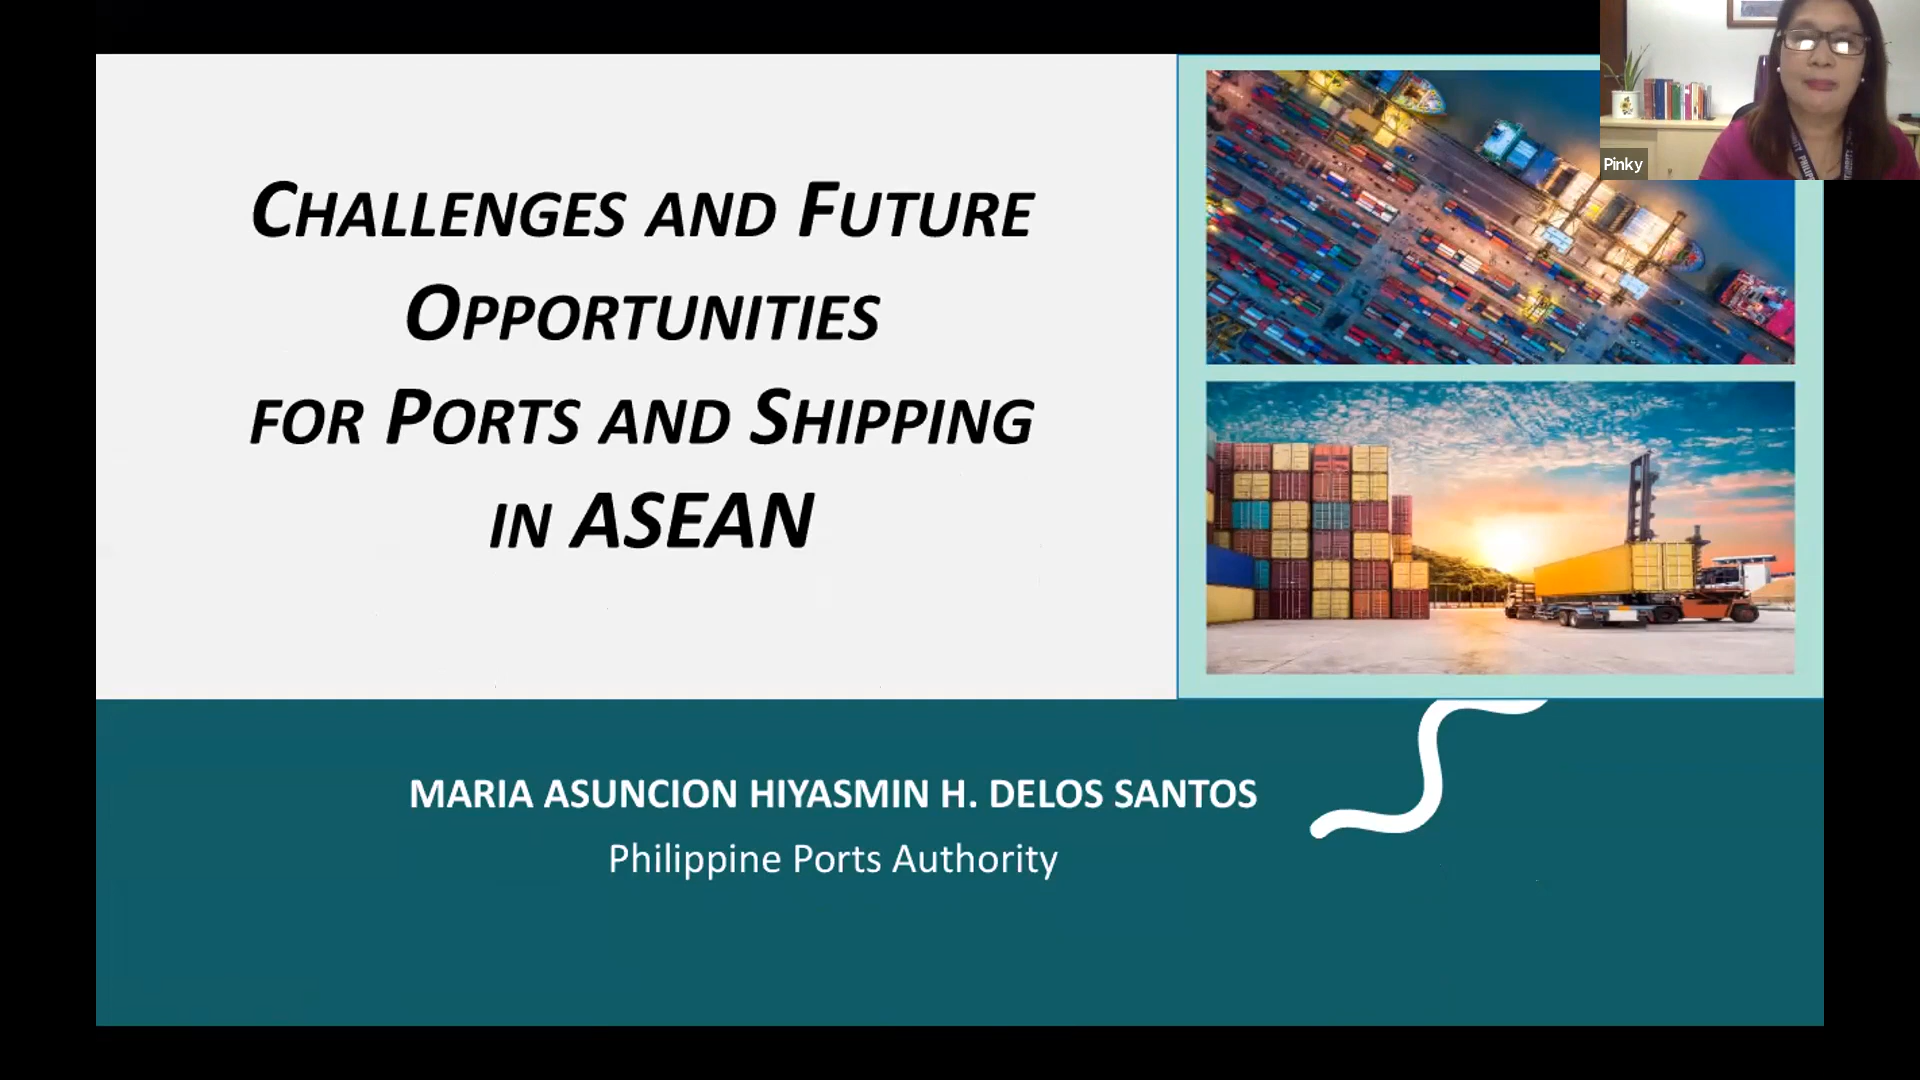 CHALLENGES AND FUTURE
OPPORTUNITIES
FOR PORTS AND SHIPPING
IN ASEAN
MARIA ASUNCION HIYASMIN H. DELOS SANTOS
Philippine Ports Authority
Pinky